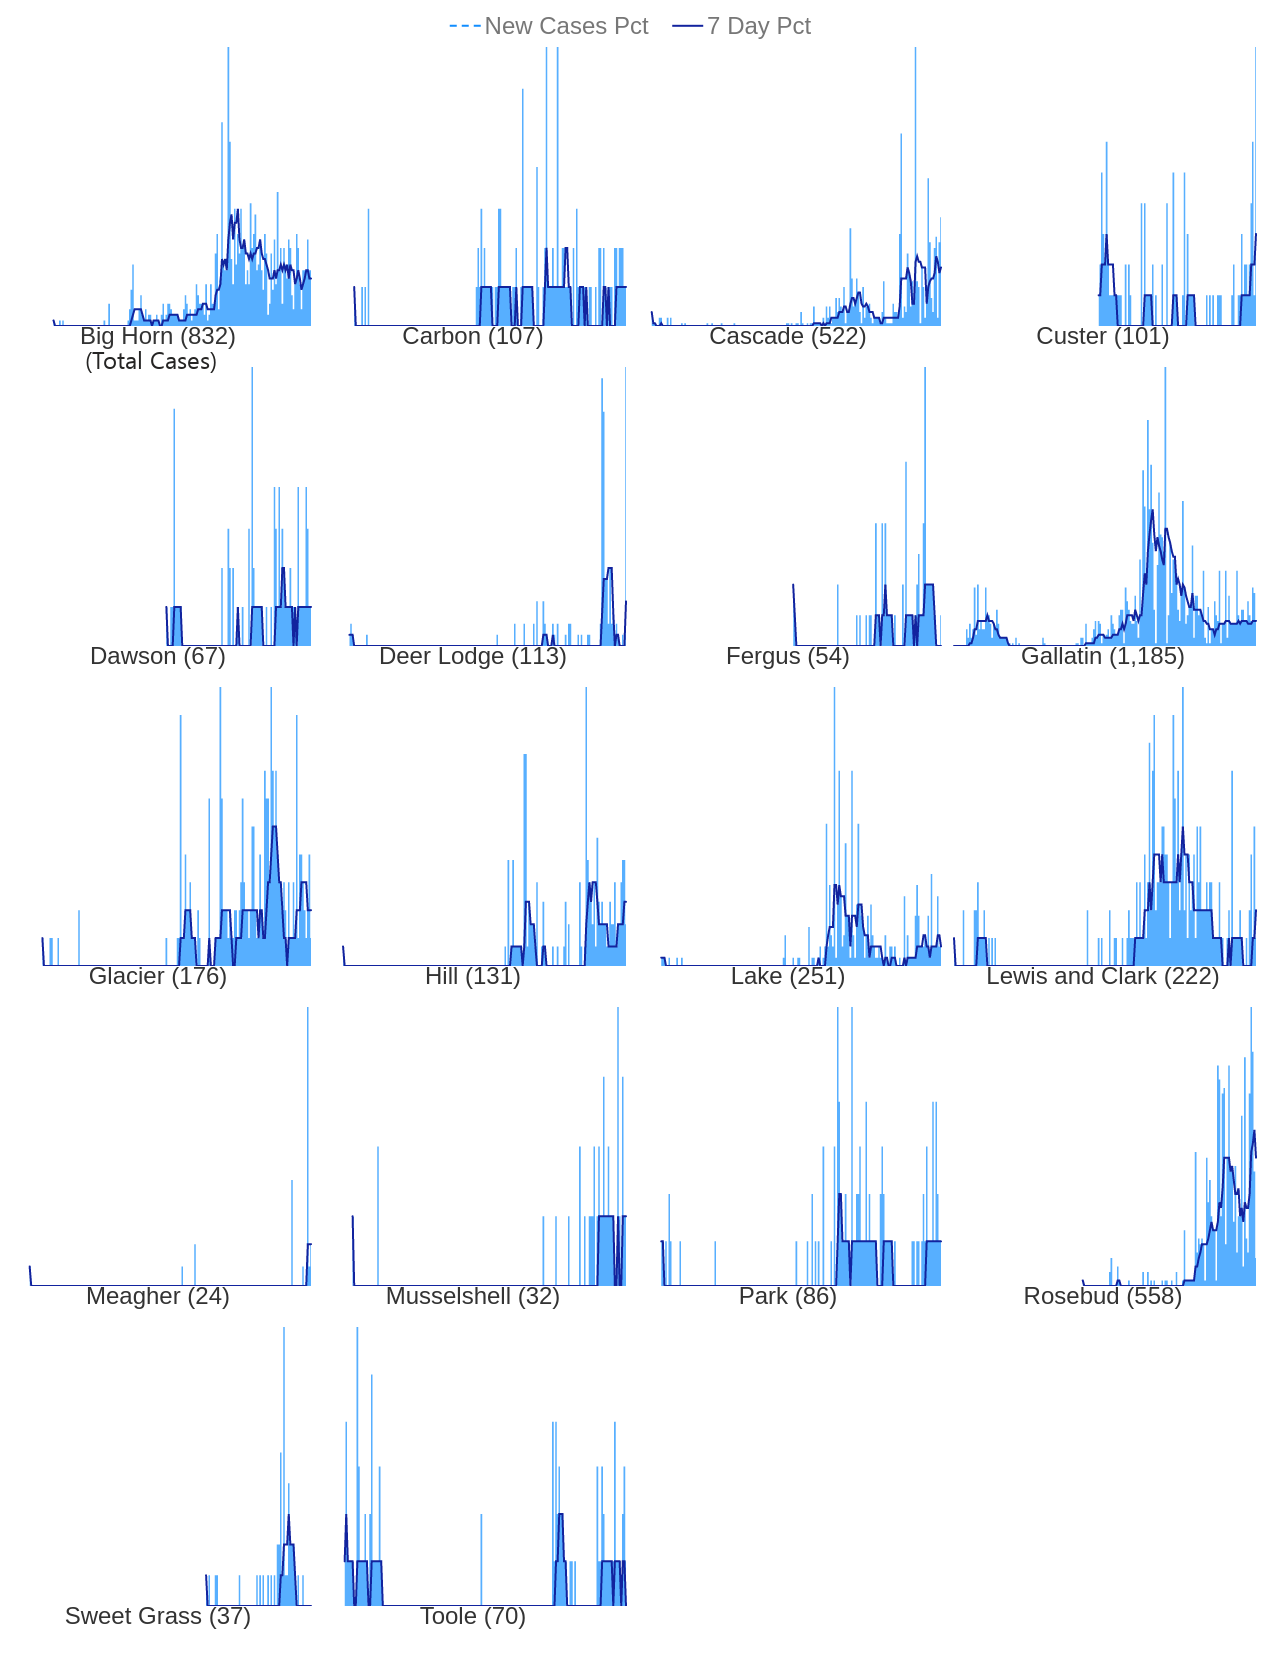 New Cases Pct 7 Day Pct
Big Horn (832) Carbon (107) Cascade (522) Custer (101)
(Total Cases)
Dawson (67) Deer Lodge (113) Fergus (54) Gallatin (1,185)
Glacier (176) Hill (131) Lake (251) Lewis and Clark (222)
Meagher (24) Musselshell (32) Park (86) Rosebud (558)
Sweet Grass (37) Toole (70)